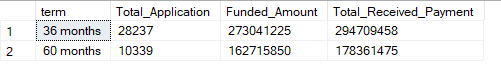 term Total_Application Funded_Amount Total_Received_Payment
1 36 months 28237 273041225 294709458
2 60 months 10339 162715850 178361475